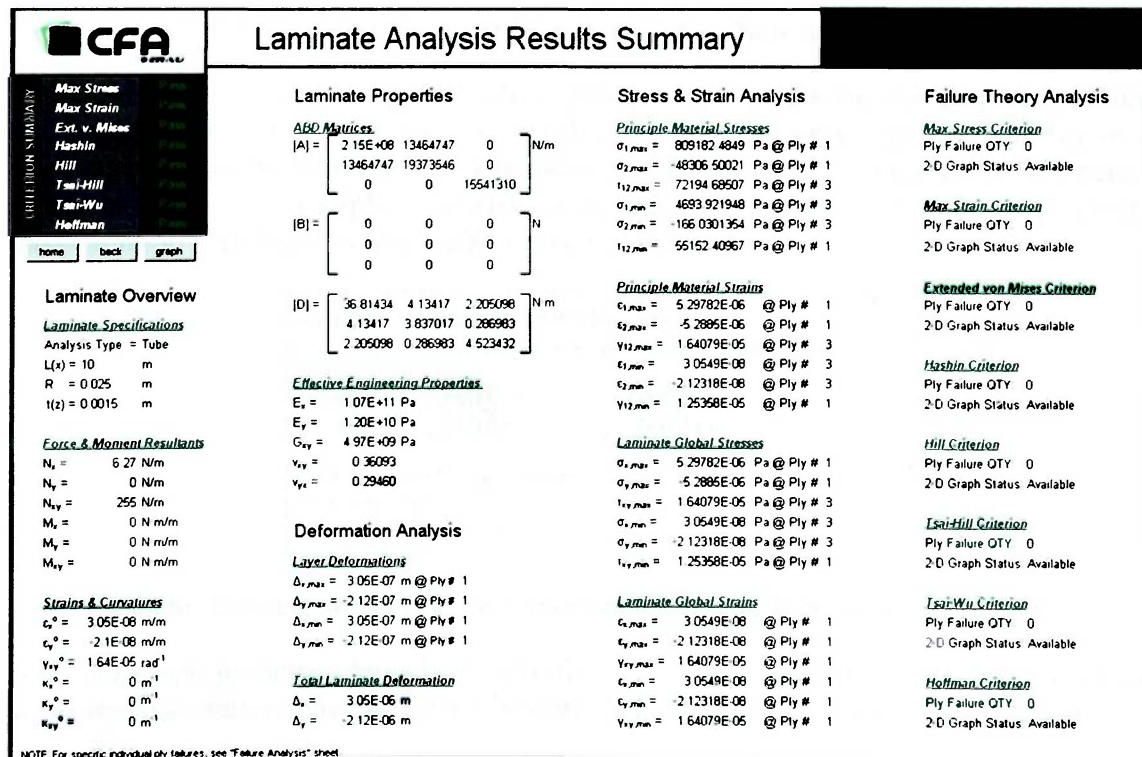 CFA
Laminate Analysis Results Summary
CRITERION SUMMARY
Max Stress Pass
Max Strain Pass
Ext. v. Mises Pass
Hashin Pass
Hill Pass
Tsai-Hill Pass
Tsai-Wu Pass
Hoffman Pass
home back graph
Laminate Overview
Laminate Specifications
Analysis Type = Tube
L(x) = 10 m
R = 0 025 m
t(z) = 0 0015 m
Force & Moment Resultants
Nx = 6 27 N/m
Ny = 0 N/m
Nxy = 255 N/m
Mx = 0 N m/m
My = 0 N m/m
Mxy = 0 N m/m
Strains & Curvatures
εx° = 3 05E-08 m/m
εy° = -2 1E-08 m/m
γxy° = 1 64E-05 rad-1
κx° = 0 m-1
κy° = 0 m-1
κxy° = 0 m-1
NOTE For specific individual ply failures, see "Failure Analysis" sheet
Laminate Properties
ABD Matrices
|A| = 2 15E+08 13464747 0 N/m
13464747 19373546 0
0 0 15541310
|B| = 0 0 0 N
0 0 0
0 0 0
|D| = 36 81434 4 13417 2 205098 N m
4 13417 3 837017 0 286983
2 205098 0 286983 4 523432
Effective Engineering Properties
Ex = 1 07E+11 Pa
Ey = 1 20E+10 Pa
Gxy = 4 97E+09 Pa
νxy = 0 36093
νyx = 0 29460
Deformation Analysis
Layer Deformations
Δx,max = 3 05E-07 m @ Ply # 1
Δy,max = -2 12E-07 m @ Ply # 1
Δx,min = 3 05E-07 m @ Ply # 1
Δy,min = -2 12E-07 m @ Ply # 1
Total Laminate Deformation
Δx = 3 05E-06 m
Δy = -2 12E-06 m
Stress & Strain Analysis
Principle Material Stresses
σ1,max = 809182 4849 Pa @ Ply # 1
σ2,max = -48306 50021 Pa @ Ply # 1
τ12,max = 72194 68507 Pa @ Ply # 3
σ1,min = 4693 921948 Pa @ Ply # 3
σ2,min = -166 0301354 Pa @ Ply # 3
τ12,min = 55152 40967 Pa @ Ply # 1
Principle Material Strains
ε1,max = 5 29782E-06 @ Ply # 1
ε2,max = -5 2885E-06 @ Ply # 1
γ12,max = 1 64079E-05 @ Ply # 3
ε1,min = 3 0549E-08 @ Ply # 3
ε2,min = -2 12318E-08 @ Ply # 3
γ12,min = 1 25358E-05 @ Ply # 1
Laminate Global Stresses
σx,max = 5 29782E-06 Pa @ Ply # 1
σy,max = -5 2885E-06 Pa @ Ply # 1
τxy,max = 1 64079E-05 Pa @ Ply # 3
σx,min = 3 0549E-08 Pa @ Ply # 3
σy,min = -2 12318E-08 Pa @ Ply # 3
τxy,min = 1 25358E-05 Pa @ Ply # 1
Laminate Global Strains
εx,max = 3 0549E-08 @ Ply # 1
εy,max = -2 12318E-08 @ Ply # 1
γxy,max = 1 64079E-05 @ Ply # 1
εx,min = 3 0549E-08 @ Ply # 1
εy,min = -2 12318E-08 @ Ply # 1
γxy,min = 1 64079E-05 @ Ply # 1
Failure Theory Analysis
Max Stress Criterion
Ply Failure QTY 0
2-D Graph Status Available
Max Strain Criterion
Ply Failure QTY 0
2-D Graph Status Available
Extended von Mises Criterion
Ply Failure QTY 0
2-D Graph Status Available
Hashin Criterion
Ply Failure QTY 0
2-D Graph Status Available
Hill Criterion
Ply Failure QTY 0
2-D Graph Status Available
Tsai-Hill Criterion
Ply Failure QTY 0
2-D Graph Status Available
Tsai-Wu Criterion
Ply Failure QTY 0
2-D Graph Status Available
Hoffman Criterion
Ply Failure QTY 0
2-D Graph Status Available